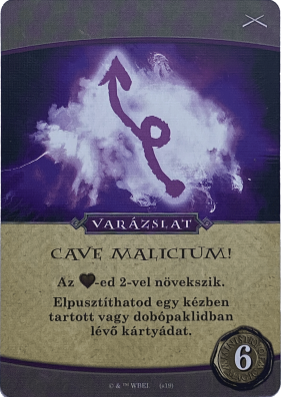 VARÁZSLAT
CAVE MALICIUM!
Az ♥-ed 2-vel növekszik.
Elpusztíthatod egy kézben
tartott vagy dobópaklidban
lévő kártyádat.
6
© & ™ WBEI. (s19)